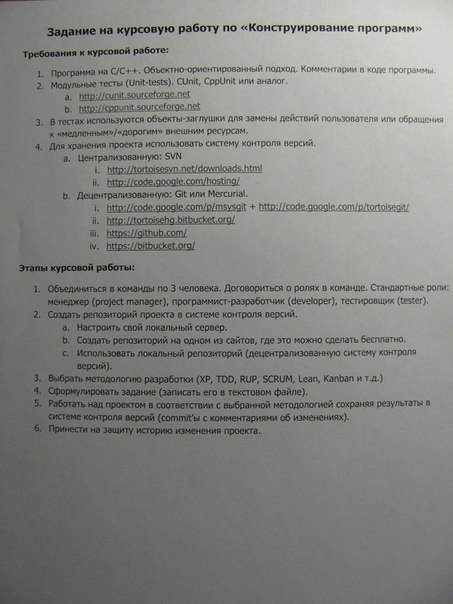 Задание на курсовую работу по «Конструирование программ»
Требования к курсовой работе:
1. Программа на C/C++. Объектно-ориентированный подход. Комментарии в коде программы.
2. Модульные тесты (Unit-tests). CUnit, CppUnit или аналог.
a. http://cunit.sourceforge.net
b. http://cppunit.sourceforge.net
3. В тестах используются объекты-заглушки для замены действий пользователя или обращения
к «медленным»/«дорогим» внешним ресурсам.
4. Для хранения проекта использовать систему контроля версий.
a. Централизованную: SVN
i. http://tortoisesvn.net/downloads.html
ii. http://code.google.com/hosting/
b. Децентрализованную: Git или Mercurial.
i. http://code.google.com/p/msysgit + http://code.google.com/p/tortoisegit/
ii. http://tortoisehg.bitbucket.org/
iii. https://github.com/
iv. https://bitbucket.org/
Этапы курсовой работы:
1. Объединиться в команды по 3 человека. Договориться о ролях в команде. Стандартные роли:
менеджер (project manager), программист-разработчик (developer), тестировщик (tester).
2. Создать репозиторий проекта в системе контроля версий.
a. Настроить свой локальный сервер.
b. Создать репозиторий на одном из сайтов, где это можно сделать бесплатно.
c. Использовать локальный репозиторий (децентрализованную систему контроля
версий).
3. Выбрать методологию разработки (XP, TDD, RUP, SCRUM, Lean, Kanban и т.д.)
4. Сформулировать задание (записать его в текстовом файле).
5. Работать над проектом в соответствии с выбранной методологией сохраняя результаты в
системе контроля версий (commit'ы с комментариями об изменениях).
6. Принести на защиту историю изменения проекта.